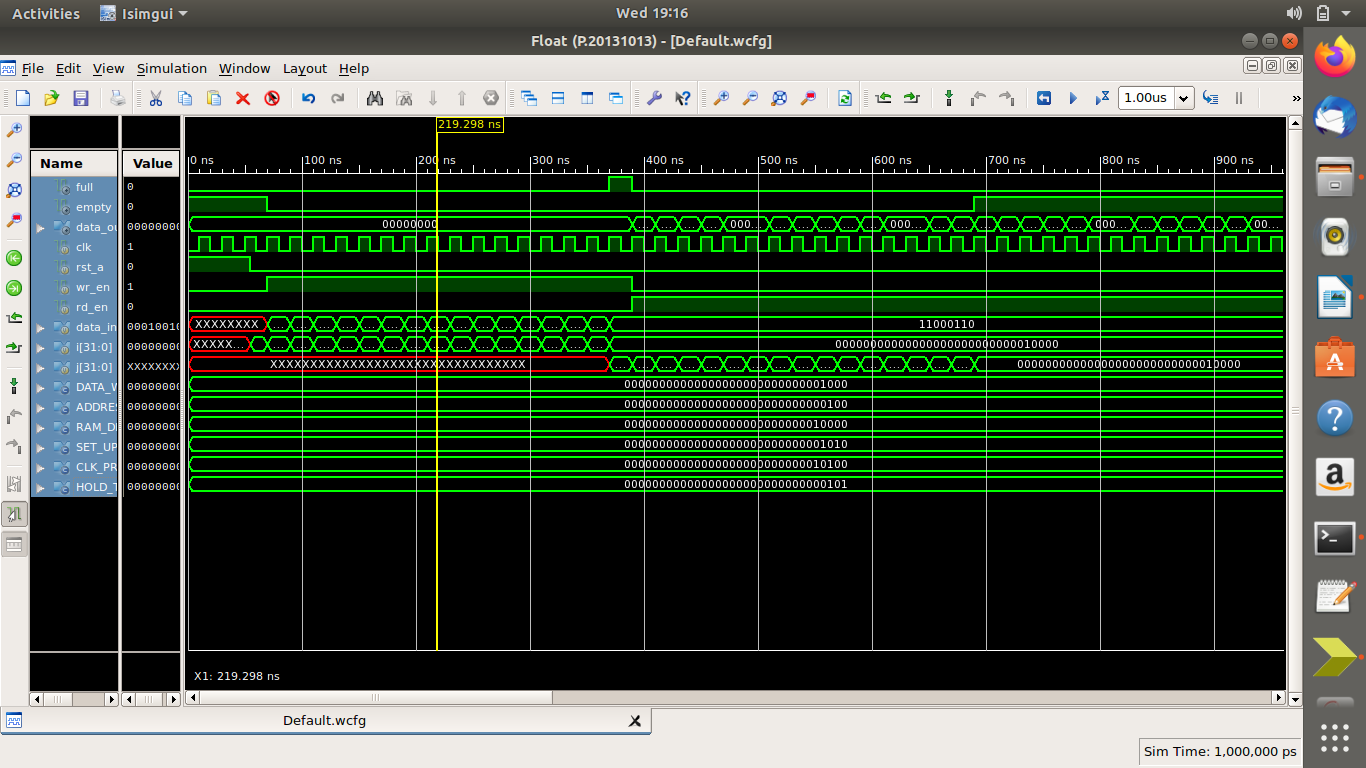 Activities Isimgui Wed 19:16
Float (P.20131013) - [Default.wcfg]
File Edit View Simulation Window Layout Help
1.00us »
219.298 ns
Name Value 0 ns 100 ns 200 ns 300 ns 400 ns 500 ns 600 ns 700 ns 800 ns 900 ns
full 0
empty 0
data_ou 00000000 00000000 ... ... ... ... 000... ... ... ... ... ... 000... ... ... ... ... ... ... 000... ... ... ... ... ... 00...
clk 1
rst_a 0
wr_en 1
rd_en 0
data_in 00010010 XXXXXXXX ... ... ... ... ... ... ... ... ... ... ... ... ... ... ... 11000110
i[31:0] 00000000 XXXXX... ... ... ... ... ... ... ... ... ... ... ... ... ... ... ... ... 00000000000000000000000000010000
j[31:0] XXXXXXXX XXXXXXXXXXXXXXXXXXXXXXXXXXXXXXXX ... ... ... ... ... ... ... ... ... ... ... ... ... ... ... ... 00000000000000000000000000010000
DATA_W 00000000 00000000000000000000000000001000
ADDRE 00000000 00000000000000000000000000000100
RAM_D 00000000 00000000000000000000000000010000
SET_UP 00000000 00000000000000000000000000001010
CLK_PR 00000000 00000000000000000000000000010100
HOLD_T 00000000 00000000000000000000000000000101
X1: 219.298 ns
Default.wcfg
Sim Time: 1,000,000 ps